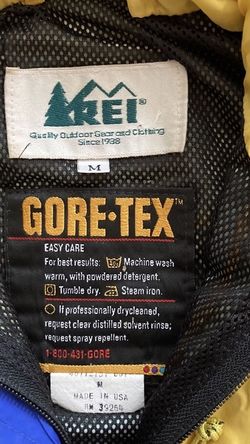 REI®
Quality Outdoor Gear and Clothing
Since 1938
M
GORE-TEX™
EASY CARE
For best results: Machine wash
warm, with powdered detergent.
Tumble dry. Steam iron.
If professionally drycleaned,
request clear distilled solvent rinse;
request spray repellent.
1-800-431-GORE
M
MADE IN USA
RN 39264